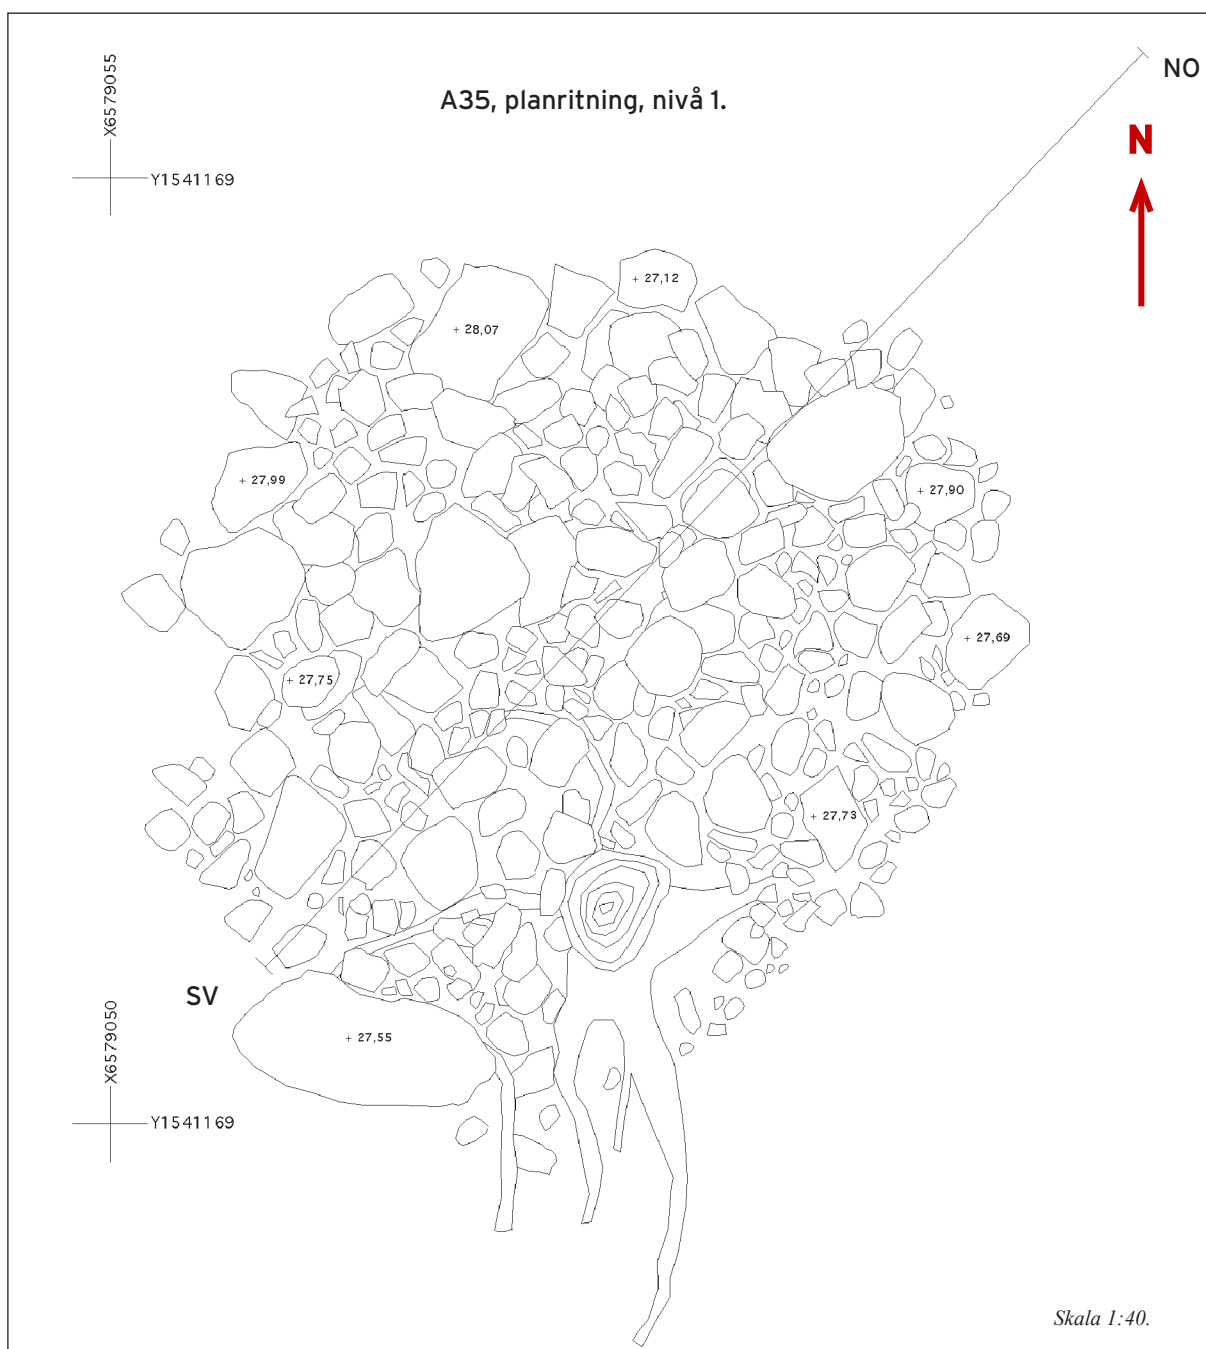 X6579055
A35, planritning, nivå 1.
NO
N
Y1541169
+ 27,12
+ 28,07
+ 27,99
+ 27,90
+ 27,69
+ 27,75
+ 27,73
SV
+ 27,55
X6579050
Y1541169
Skala 1:40.